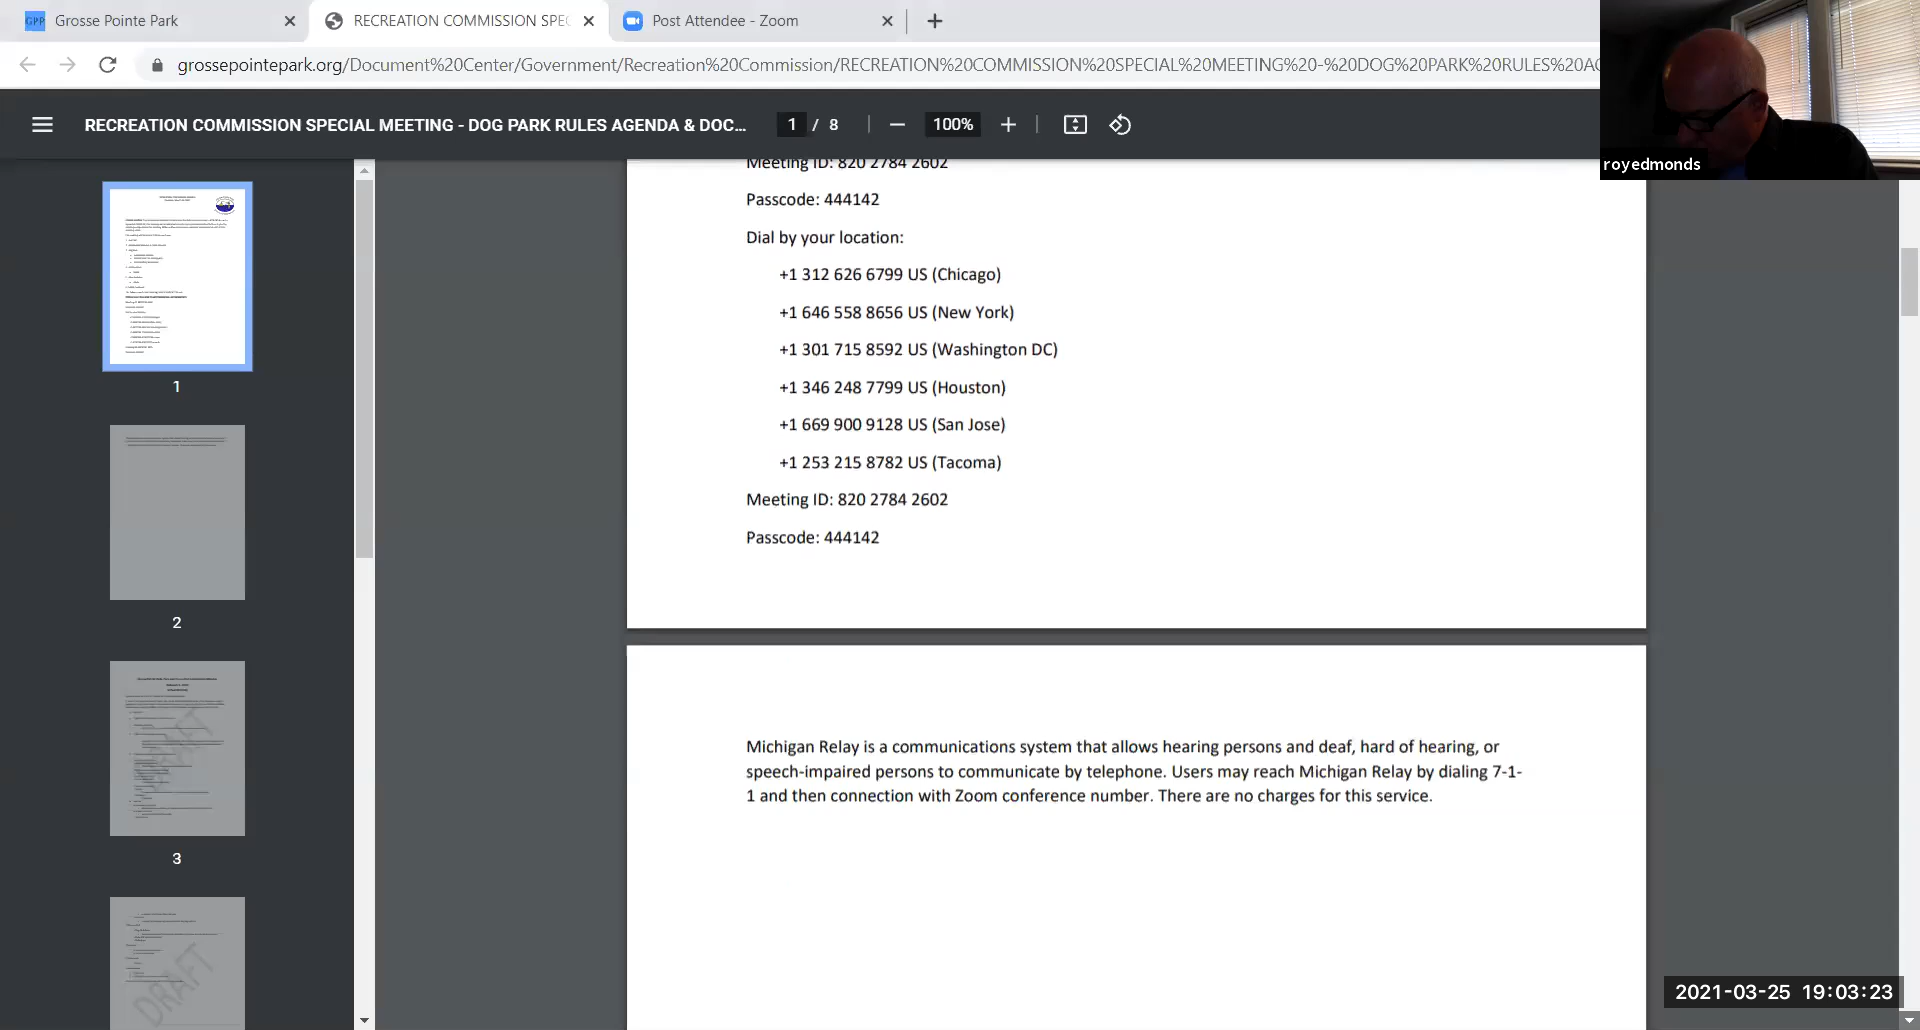 GPP Grosse Pointe Park
RECREATION COMMISSION SPEC
Post Attendee - Zoom
grossepointepark.org/Document%20Center/Government/Recreation%20Commission/RECREATION%20COMMISSION%20SPECIAL%20MEETING%20-%20DOG%20PARK%20RULES%20AG
RECREATION COMMISSION SPECIAL MEETING - DOG PARK RULES AGENDA & DOC...
1 / 8
100%
royedmonds
1
2
3
DRAFT
DRAFT
Meeting ID: 820 2784 2602
Passcode: 444142
Dial by your location:
+1 312 626 6799 US (Chicago)
+1 646 558 8656 US (New York)
+1 301 715 8592 US (Washington DC)
+1 346 248 7799 US (Houston)
+1 669 900 9128 US (San Jose)
+1 253 215 8782 US (Tacoma)
Meeting ID: 820 2784 2602
Passcode: 444142
Michigan Relay is a communications system that allows hearing persons and deaf, hard of hearing, or
speech-impaired persons to communicate by telephone. Users may reach Michigan Relay by dialing 7-1-
1 and then connection with Zoom conference number. There are no charges for this service.
2021-03-25 19:03:23